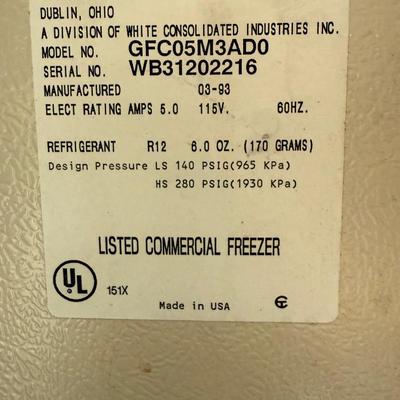 DUBLIN, OHIO
A DIVISION OF WHITE CONSOLIDATED INDUSTRIES INC.
MODEL NO. GFC05M3AD0
SERIAL NO. WB31202216
MANUFACTURED 03-93
ELECT RATING AMPS 5.0 115V. 60HZ.
REFRIGERANT R12 6.0 OZ. (170 GRAMS)
Design Pressure LS 140 PSIG(965 KPa)
HS 280 PSIG(1930 KPa)
LISTED COMMERCIAL FREEZER
UL
151X
Made in USA